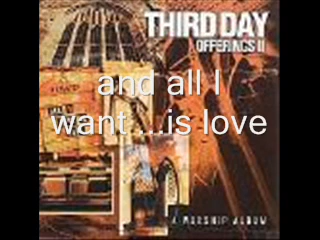 THIRD DAY
OFFERINGS II
and all I
want ...is love
A WORSHIP ALBUM